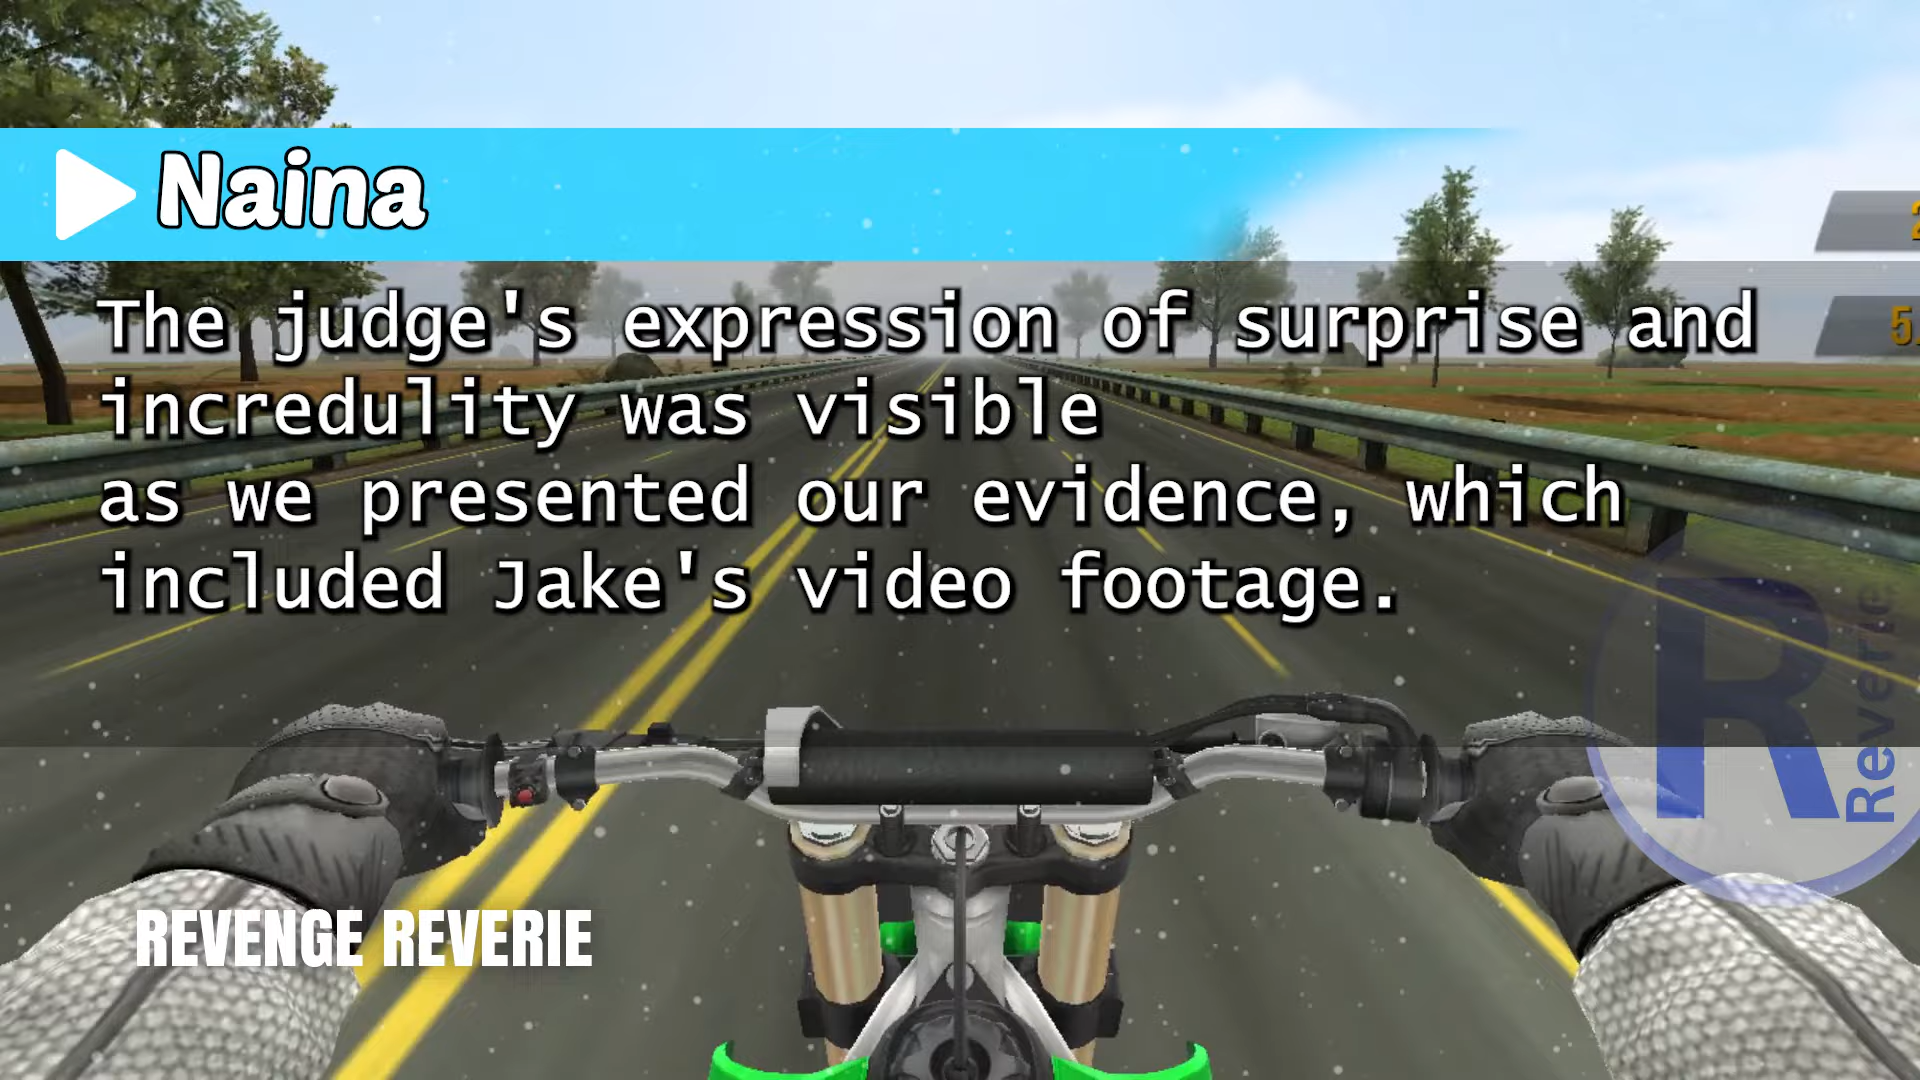 Naina
The judge's expression of surprise and
incredulity was visible
as we presented our evidence, which
included Jake's video footage.
R
Reverie
REVENGE REVERIE